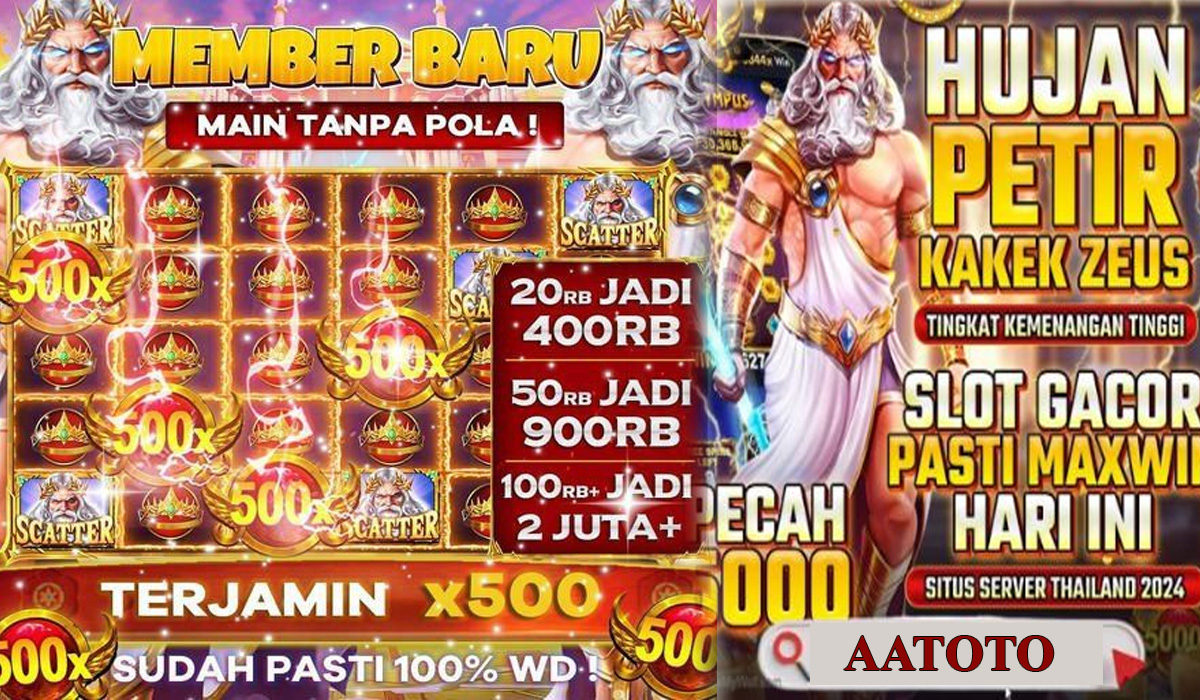 MEMBER BARU
MAIN TANPA POLA !
SCATTER
SCATTER
500x
500x
500x
500x
SCATTER
SCATTER
20RB JADI
400RB
50RB JADI
900RB
100RB+ JADI
2 JUTA+
TERJAMIN x500
500x
500
SUDAH PASTI 100% WD !
HUJAN
PETIR
KAKEK ZEUS
TINGKAT KEMENANGAN TINGGI
SLOT GACOR
PASTI MAXWI
HARI INI
PECAH
000
SITUS SERVER THAILAND 2024
AATOTO